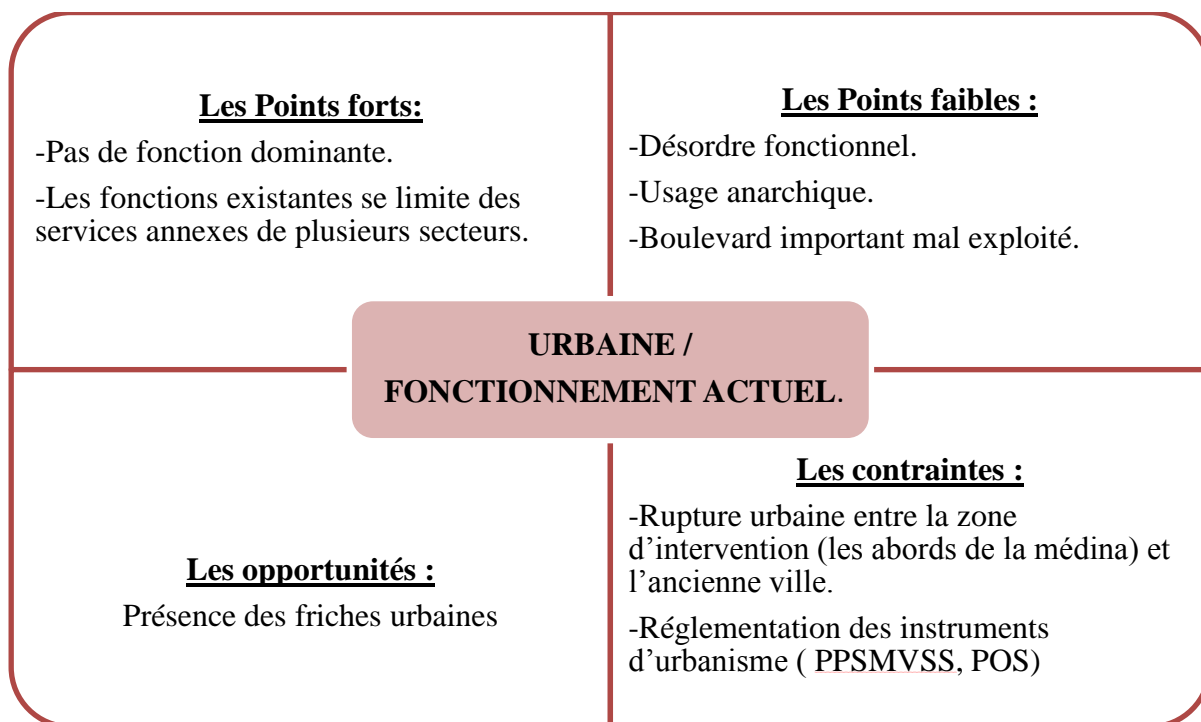 Les Points forts:
-Pas de fonction dominante.
-Les fonctions existantes se limite des
services annexes de plusieurs secteurs.
Les Points faibles :
-Désordre fonctionnel.
-Usage anarchique.
-Boulevard important mal exploité.
URBAINE /
FONCTIONNEMENT ACTUEL.
Les opportunités :
Présence des friches urbaines
Les contraintes :
-Rupture urbaine entre la zone
d’intervention (les abords de la médina) et
l’ancienne ville.
-Réglementation des instruments
d’urbanisme ( PPSMVSS, POS)